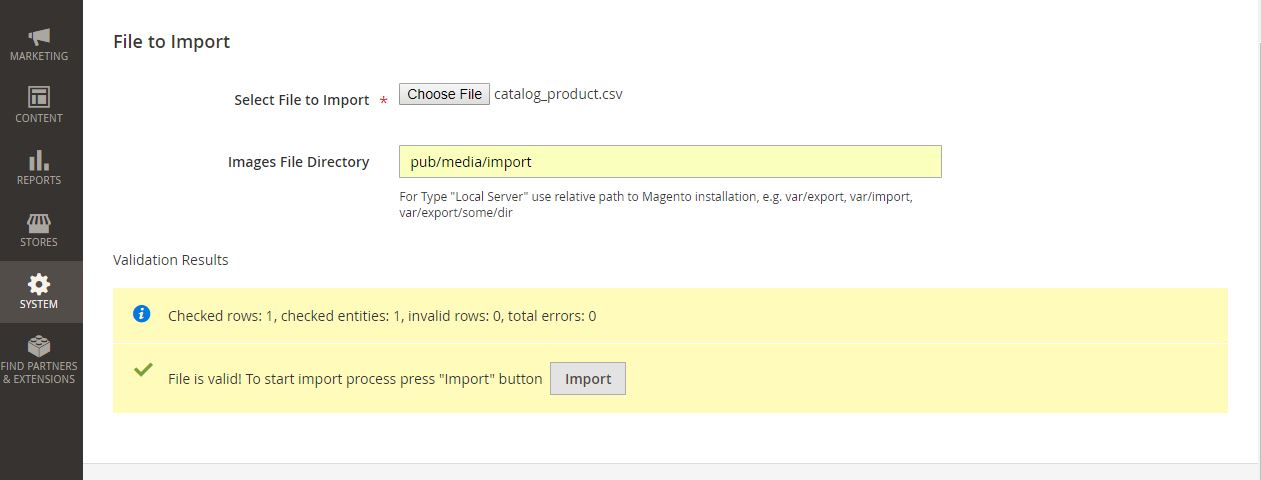 MARKETING
CONTENT
REPORTS
STORES
SYSTEM
FIND PARTNERS
& EXTENSIONS
File to Import
Select File to Import * Choose File catalog_product.csv
Images File Directory pub/media/import
For Type "Local Server" use relative path to Magento installation, e.g. var/export, var/import,
var/export/some/dir
Validation Results
Checked rows: 1, checked entities: 1, invalid rows: 0, total errors: 0
File is valid! To start import process press "Import" button Import